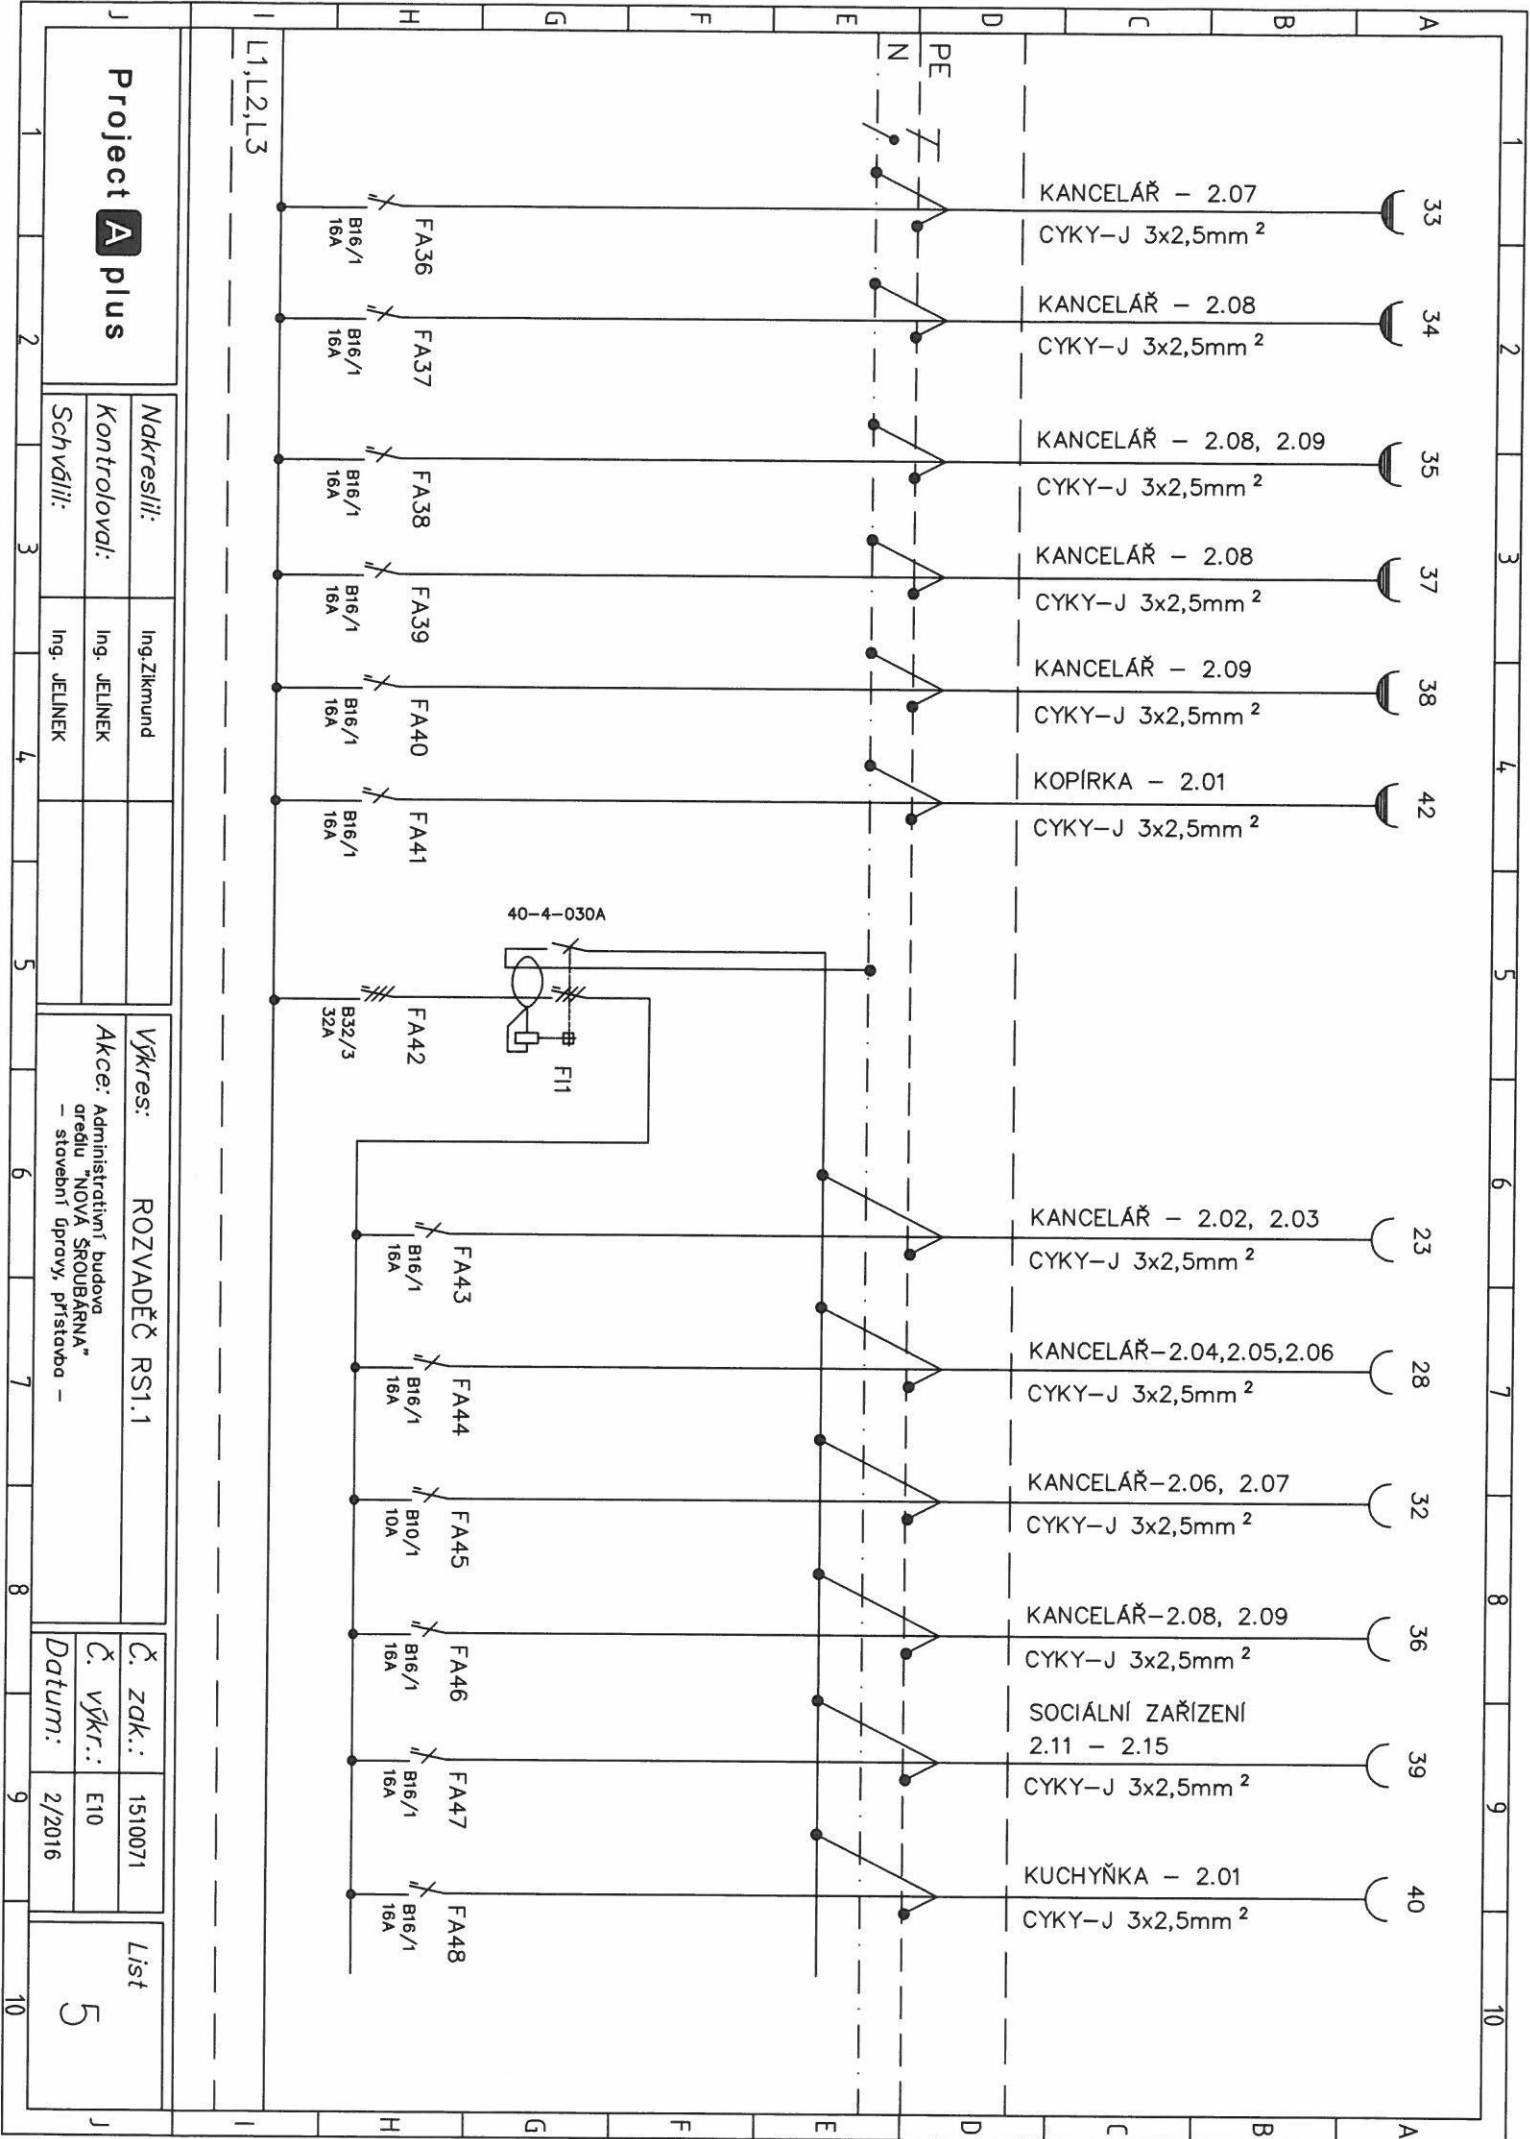 1 2 3 4 5 6 7 8 9 10
A
B
C
D
E
F
G
H
I
J
33
KANCELÁŘ – 2.07
CYKY–J 3x2,5mm²
34
KANCELÁŘ – 2.08
CYKY–J 3x2,5mm²
35
KANCELÁŘ – 2.08, 2.09
CYKY–J 3x2,5mm²
37
KANCELÁŘ – 2.08
CYKY–J 3x2,5mm²
38
KANCELÁŘ – 2.09
CYKY–J 3x2,5mm²
42
KOPÍRKA – 2.01
CYKY–J 3x2,5mm²
23
KANCELÁŘ – 2.02, 2.03
CYKY–J 3x2,5mm²
28
KANCELÁŘ–2.04,2.05,2.06
CYKY–J 3x2,5mm²
32
KANCELÁŘ–2.06, 2.07
CYKY–J 3x2,5mm²
36
KANCELÁŘ–2.08, 2.09
CYKY–J 3x2,5mm²
39
SOCIÁLNÍ ZAŘÍZENÍ
2.11 – 2.15
CYKY–J 3x2,5mm²
40
KUCHYŇKA – 2.01
CYKY–J 3x2,5mm²
PE
N
40–4–030A
FI1
FA36
B16/1
16A
FA37
B16/1
16A
FA38
B16/1
16A
FA39
B16/1
16A
FA40
B16/1
16A
FA41
B16/1
16A
FA42
B32/3
32A
FA43
B16/1
16A
FA44
B16/1
16A
FA45
B10/1
10A
FA46
B16/1
16A
FA47
B16/1
16A
FA48
B16/1
16A
L1,L2,L3
Project A plus
Nakreslil: Ing.Zikmund
Kontroloval: Ing. JELÍNEK
Schválil: Ing. JELÍNEK
Výkres: ROZVADĚČ RS1.1
Akce: Administrativní budova
areálu "NOVÁ ŠROUBÁRNA"
– stavební úpravy, přístavba –
Č. zak.: 1510071
Č. výkr.: E10
Datum: 2/2016
List
5
A
B
C
D
E
F
G
H
I
J
1 2 3 4 5 6 7 8 9 10